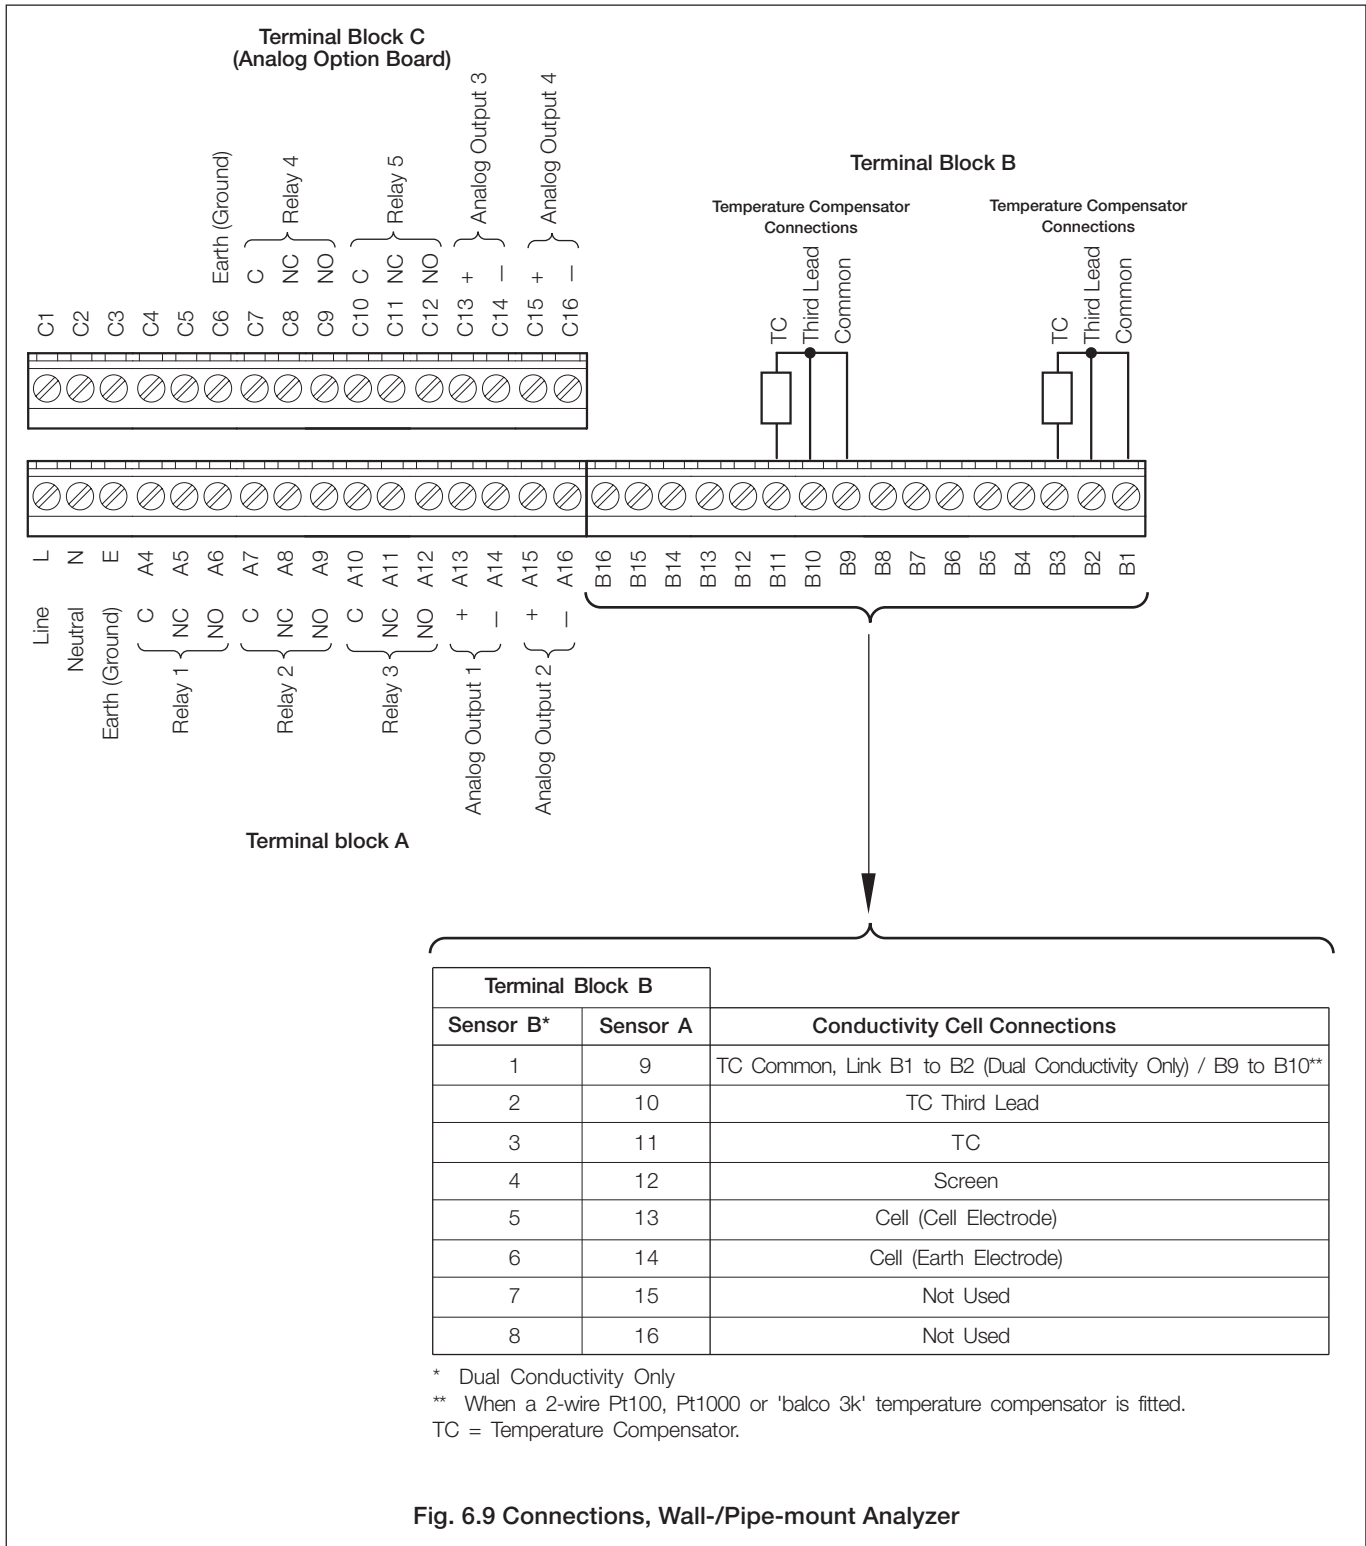 Terminal Block C
(Analog Option Board)
Earth (Ground)
C
NC
NO
Relay 4
C
NC
NO
Relay 5
+
–
Analog Output 3
+
–
Analog Output 4
C1
C2
C3
C4
C5
C6
C7
C8
C9
C10
C11
C12
C13
C14
C15
C16
Terminal Block B
Temperature Compensator
Connections
TC
Third Lead
Common
Temperature Compensator
Connections
TC
Third Lead
Common
L
N
E
A4
A5
A6
A7
A8
A9
A10
A11
A12
A13
A14
A15
A16
B16
B15
B14
B13
B12
B11
B10
B9
B8
B7
B6
B5
B4
B3
B2
B1
Line
Neutral
Earth (Ground)
C
NC
NO
Relay 1
C
NC
NO
Relay 2
C
NC
NO
Relay 3
+
–
Analog Output 1
+
–
Analog Output 2
Terminal block A
Terminal Block B
Sensor B* Sensor A Conductivity Cell Connections
1 9 TC Common, Link B1 to B2 (Dual Conductivity Only) / B9 to B10**
2 10 TC Third Lead
3 11 TC
4 12 Screen
5 13 Cell (Cell Electrode)
6 14 Cell (Earth Electrode)
7 15 Not Used
8 16 Not Used
* Dual Conductivity Only
** When a 2-wire Pt100, Pt1000 or 'balco 3k' temperature compensator is fitted.
TC = Temperature Compensator.
Fig. 6.9 Connections, Wall-/Pipe-mount Analyzer